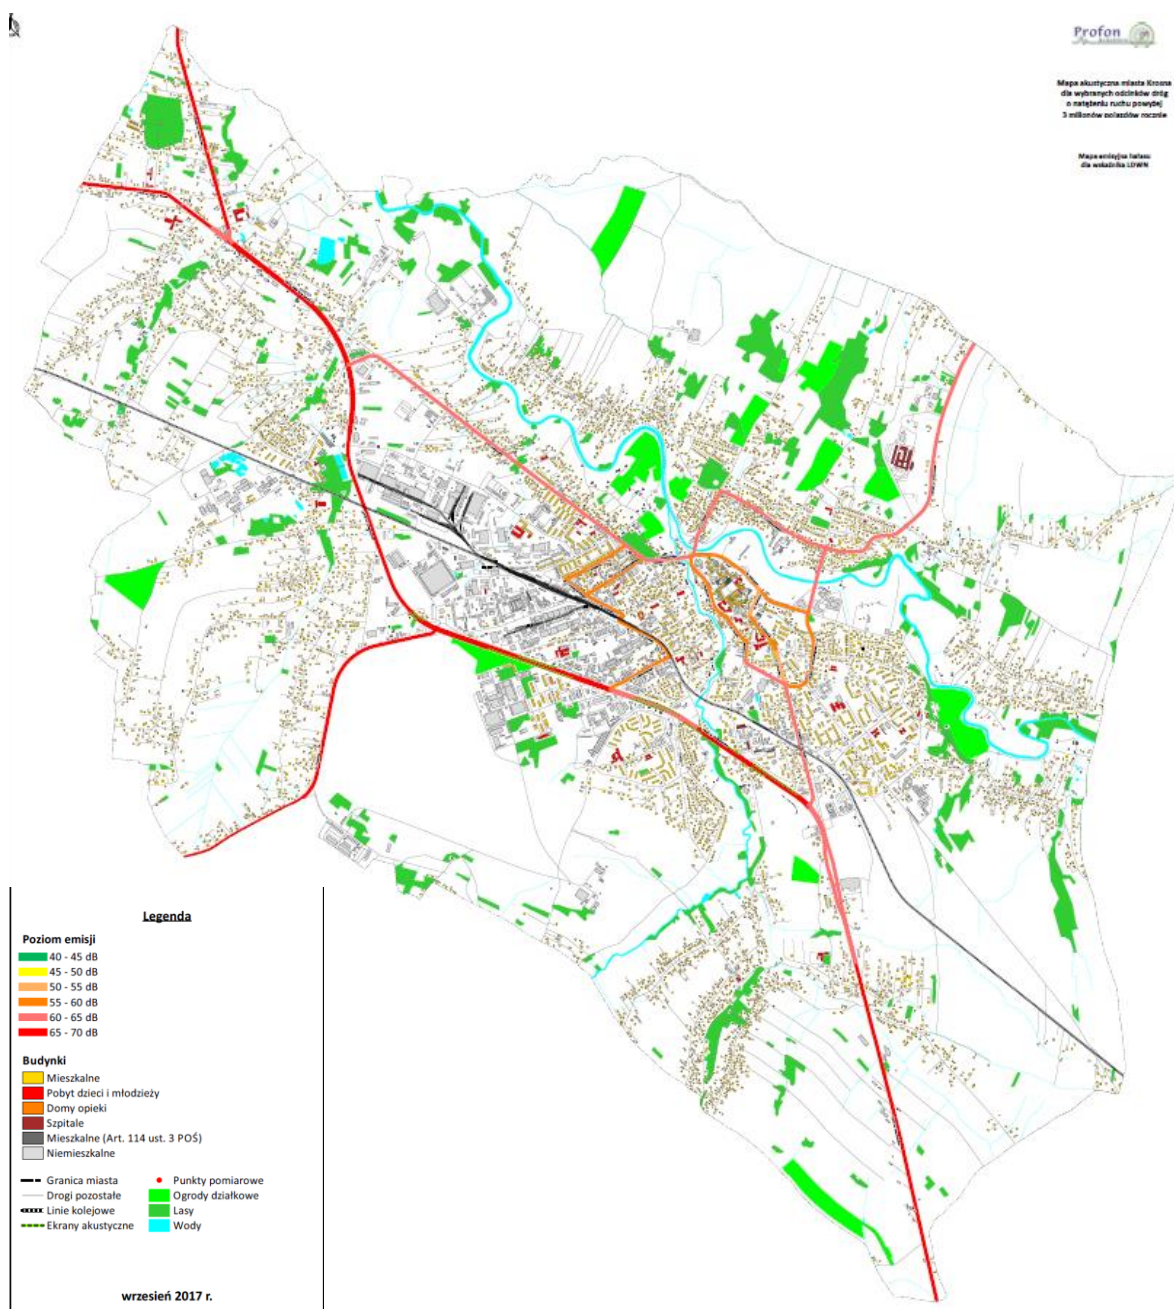 Profon
Mapa akustyczna miasta Krosna
dla wybranych odcinków dróg
o natężeniu ruchu powyżej
3 milionów pojazdów rocznie
Mapa emisyjna hałasu
dla wskaźnika LDWN
Legenda
Poziom emisji
40 - 45 dB
45 - 50 dB
50 - 55 dB
55 - 60 dB
60 - 65 dB
65 - 70 dB
Budynki
Mieszkalne
Pobyt dzieci i młodzieży
Domy opieki
Szpitale
Mieszkalne (Art. 114 ust. 3 POŚ)
Niemieszkalne
Granica miasta
Drogi pozostałe
Linie kolejowe
Ekrany akustyczne
Punkty pomiarowe
Ogrody działkowe
Lasy
Wody
wrzesień 2017 r.